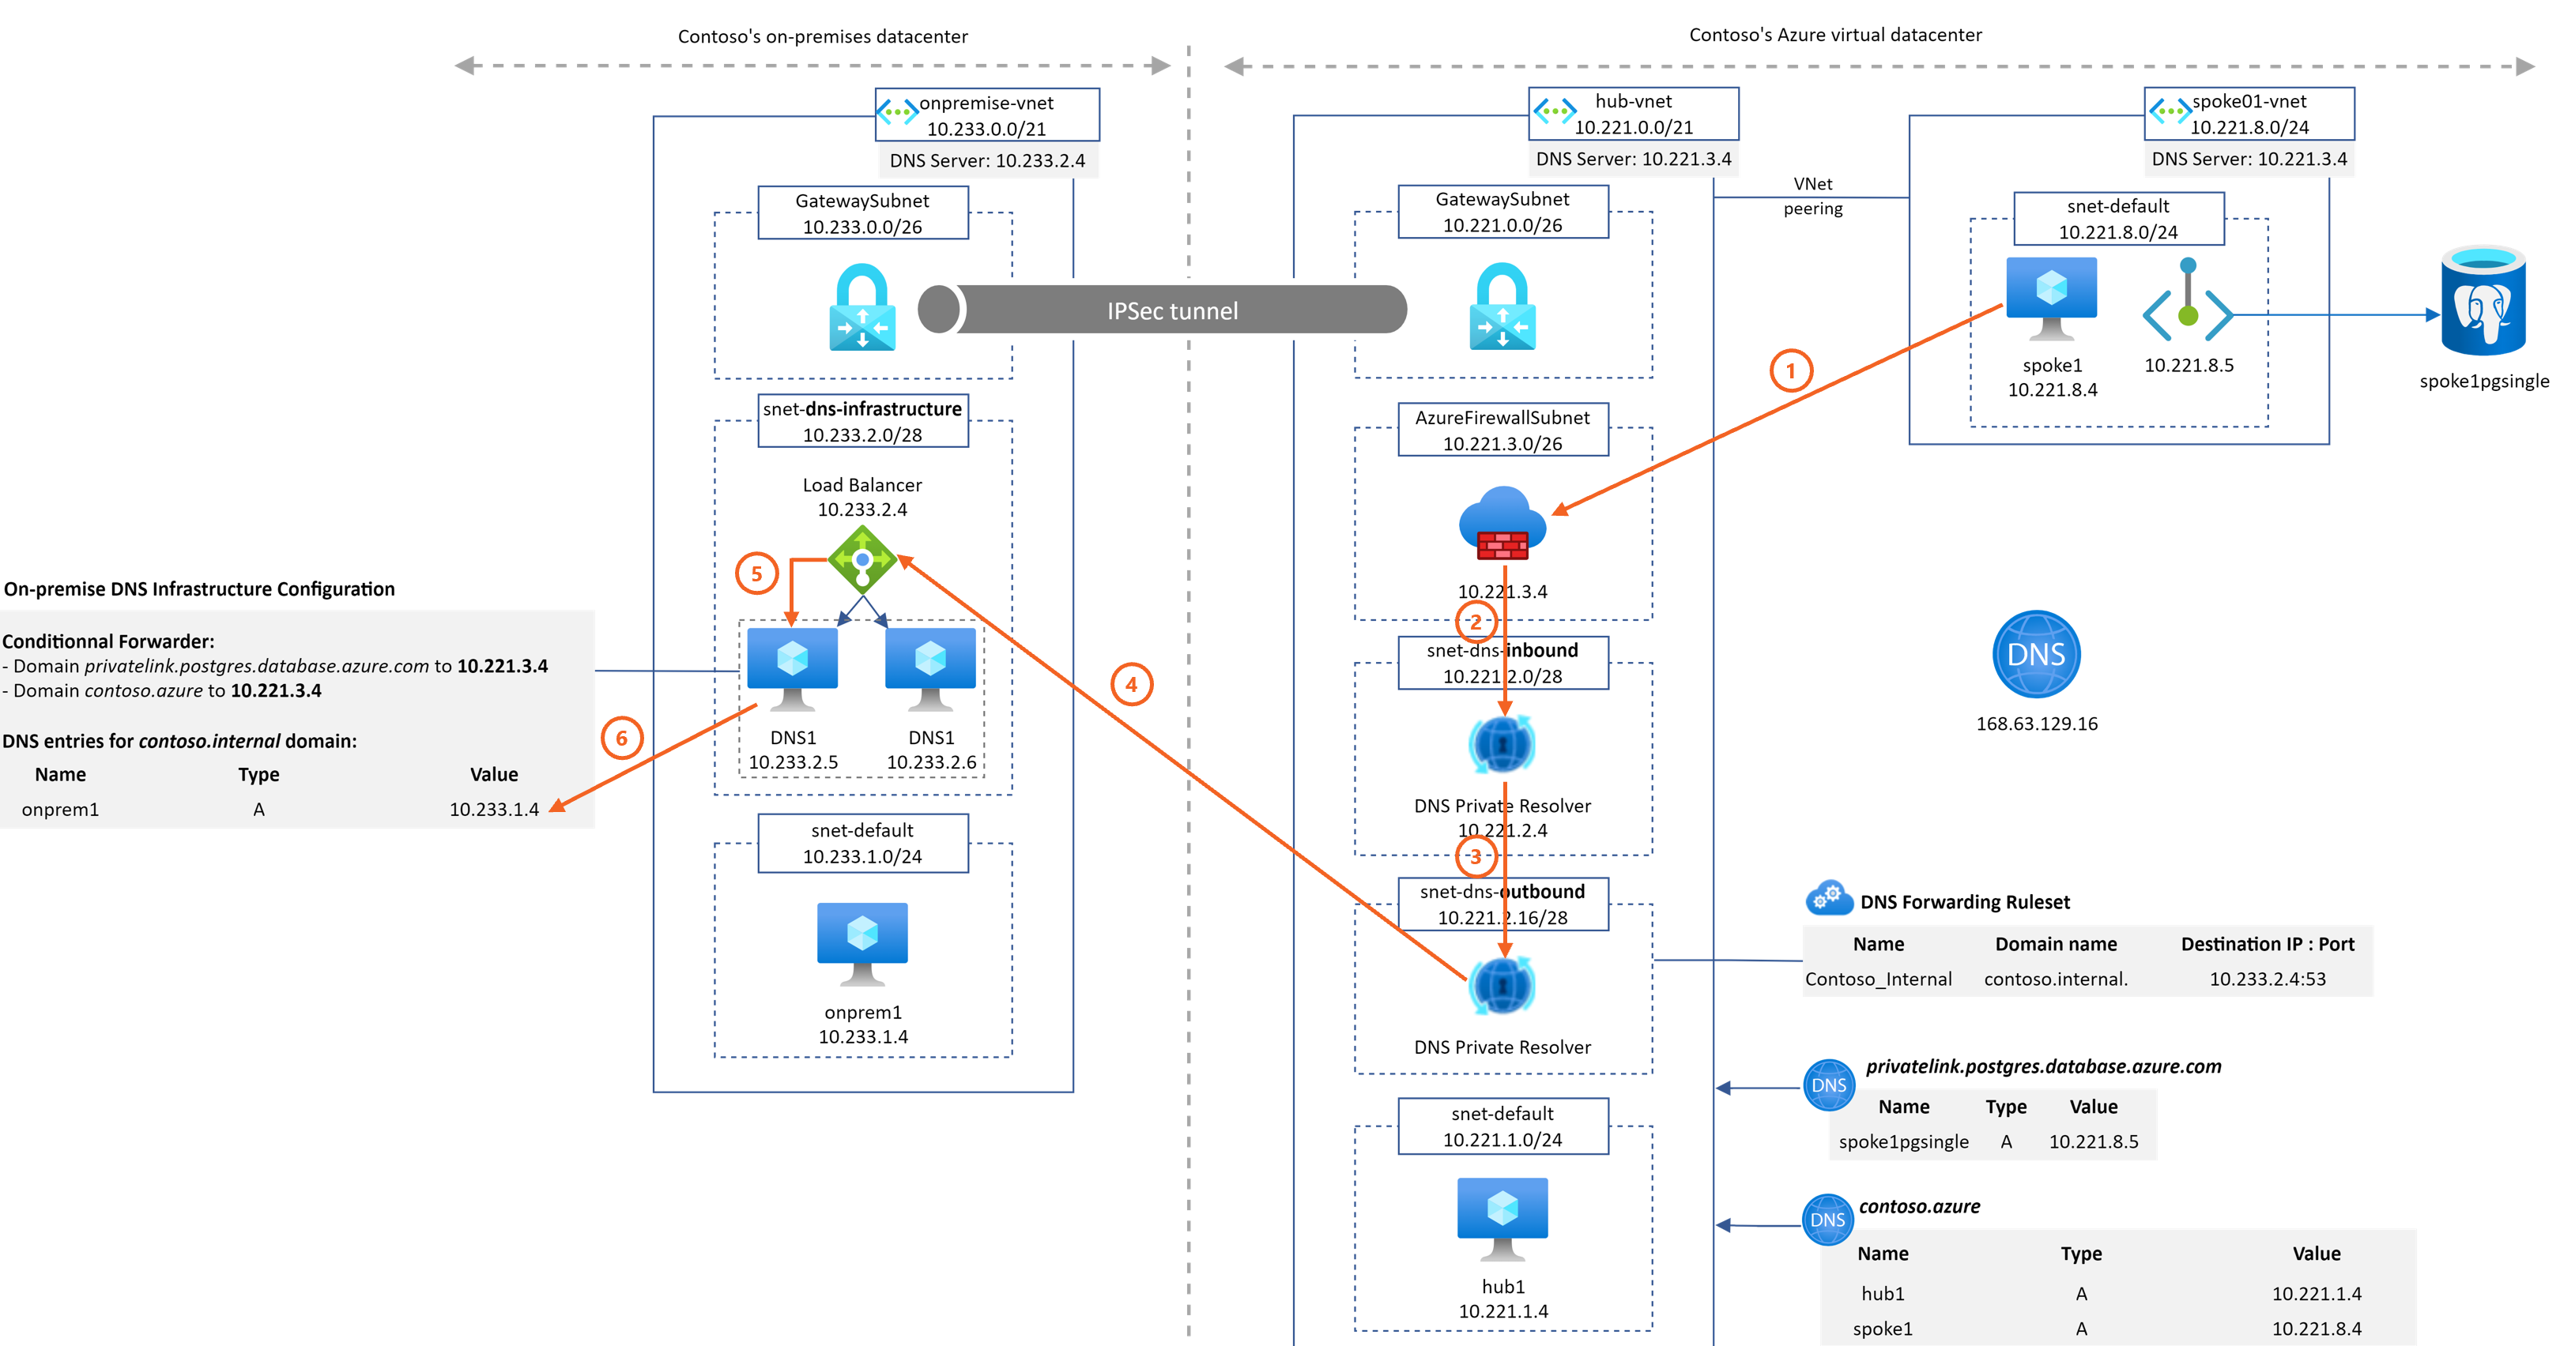 Contoso's on-premises datacenter
Contoso's Azure virtual datacenter
onpremise-vnet
10.233.0.0/21
DNS Server: 10.233.2.4
GatewaySubnet
10.233.0.0/26
IPSec tunnel
snet-dns-infrastructure
10.233.2.0/28
Load Balancer
10.233.2.4
5
DNS1
10.233.2.5
DNS1
10.233.2.6
4
6
On-premise DNS Infrastructure Configuration
Conditionnal Forwarder:
- Domain privatelink.postgres.database.azure.com to 10.221.3.4
- Domain contoso.azure to 10.221.3.4
DNS entries for contoso.internal domain:
Name Type Value
onprem1 A 10.233.1.4
snet-default
10.233.1.0/24
onprem1
10.233.1.4
hub-vnet
10.221.0.0/21
DNS Server: 10.221.3.4
GatewaySubnet
10.221.0.0/26
AzureFirewallSubnet
10.221.3.0/26
10.221.3.4
2
snet-dns-inbound
10.221.2.0/28
DNS Private Resolver
10.221.2.4
3
snet-dns-outbound
10.221.2.16/28
DNS Private Resolver
snet-default
10.221.1.0/24
hub1
10.221.1.4
VNet
peering
1
spoke01-vnet
10.221.8.0/24
DNS Server: 10.221.3.4
snet-default
10.221.8.0/24
spoke1
10.221.8.4
10.221.8.5
spoke1pgsingle
DNS
168.63.129.16
DNS Forwarding Ruleset
Name Domain name Destination IP : Port
Contoso_Internal contoso.internal. 10.233.2.4:53
DNS
privatelink.postgres.database.azure.com
Name Type Value
spoke1pgsingle A 10.221.8.5
DNS
contoso.azure
Name Type Value
hub1 A 10.221.1.4
spoke1 A 10.221.8.4